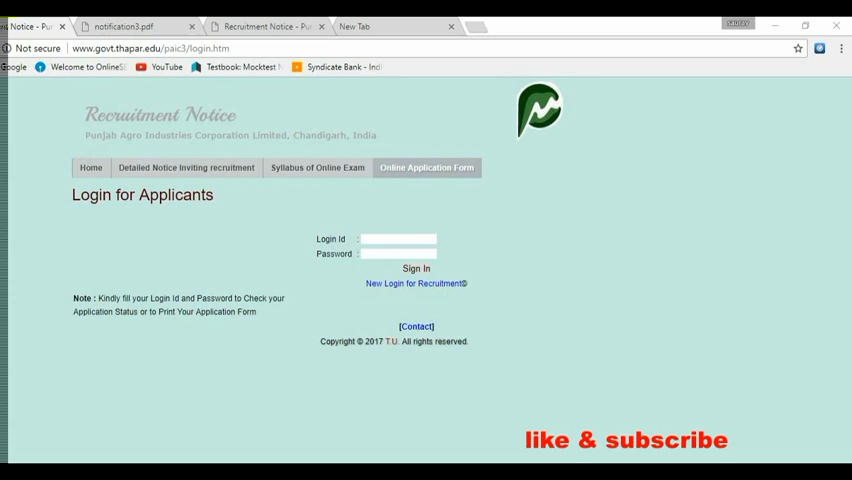 nt Notice - Pu
notification3.pdf
Recruitment Notice - Pu
New Tab
saurav
Not secure
www.govt.thapar.edu/paic3/login.htm
Google
Welcome to OnlineSB
YouTube
Testbook: Mocktest
Syndicate Bank - Ind
Recruitment Notice
Punjab Agro Industries Corporation Limited, Chandigarh, India
Home
Detailed Notice Inviting recruitment
Syllabus of Online Exam
Online Application Form
Login for Applicants
Login Id :
Password :
Sign In
New Login for Recruitment©
Note : Kindly fill your Login Id and Password to Check your
Application Status or to Print Your Application Form
[Contact]
Copyright © 2017 T.U. All rights reserved.
like & subscribe